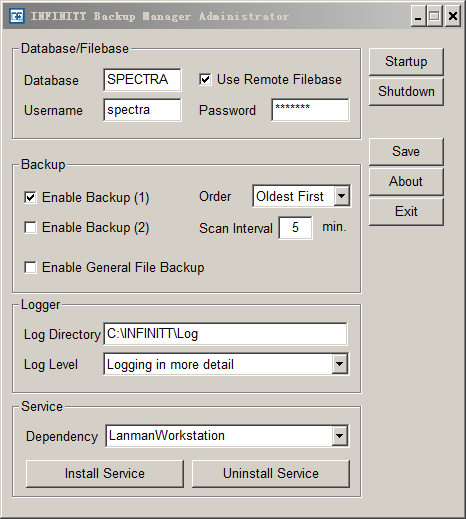 INFINITT Backup Manager Administrator
Database/Filebase
Database SPECTRA Use Remote Filebase
Username spectra Password *******
Startup
Shutdown
Save
About
Exit
Backup
Enable Backup (1) Order Oldest First
Enable Backup (2) Scan Interval 5 min.
Enable General File Backup
Logger
Log Directory C:\INFINITT\Log
Log Level Logging in more detail
Service
Dependency LanmanWorkstation
Install Service Uninstall Service